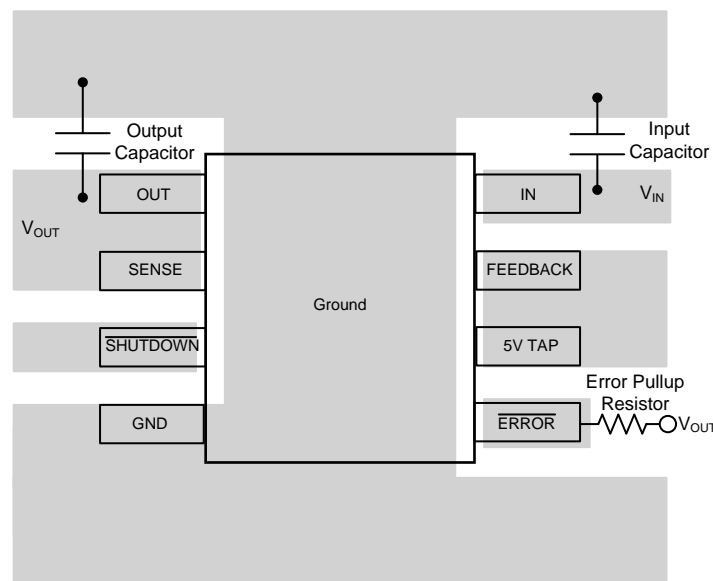 Output
Capacitor
Input
Capacitor
OUT
IN
V_IN
V_OUT
SENSE
FEEDBACK
Ground
SHUTDOWN
5V TAP
Error Pullup
Resistor
GND
ERROR
V_OUT